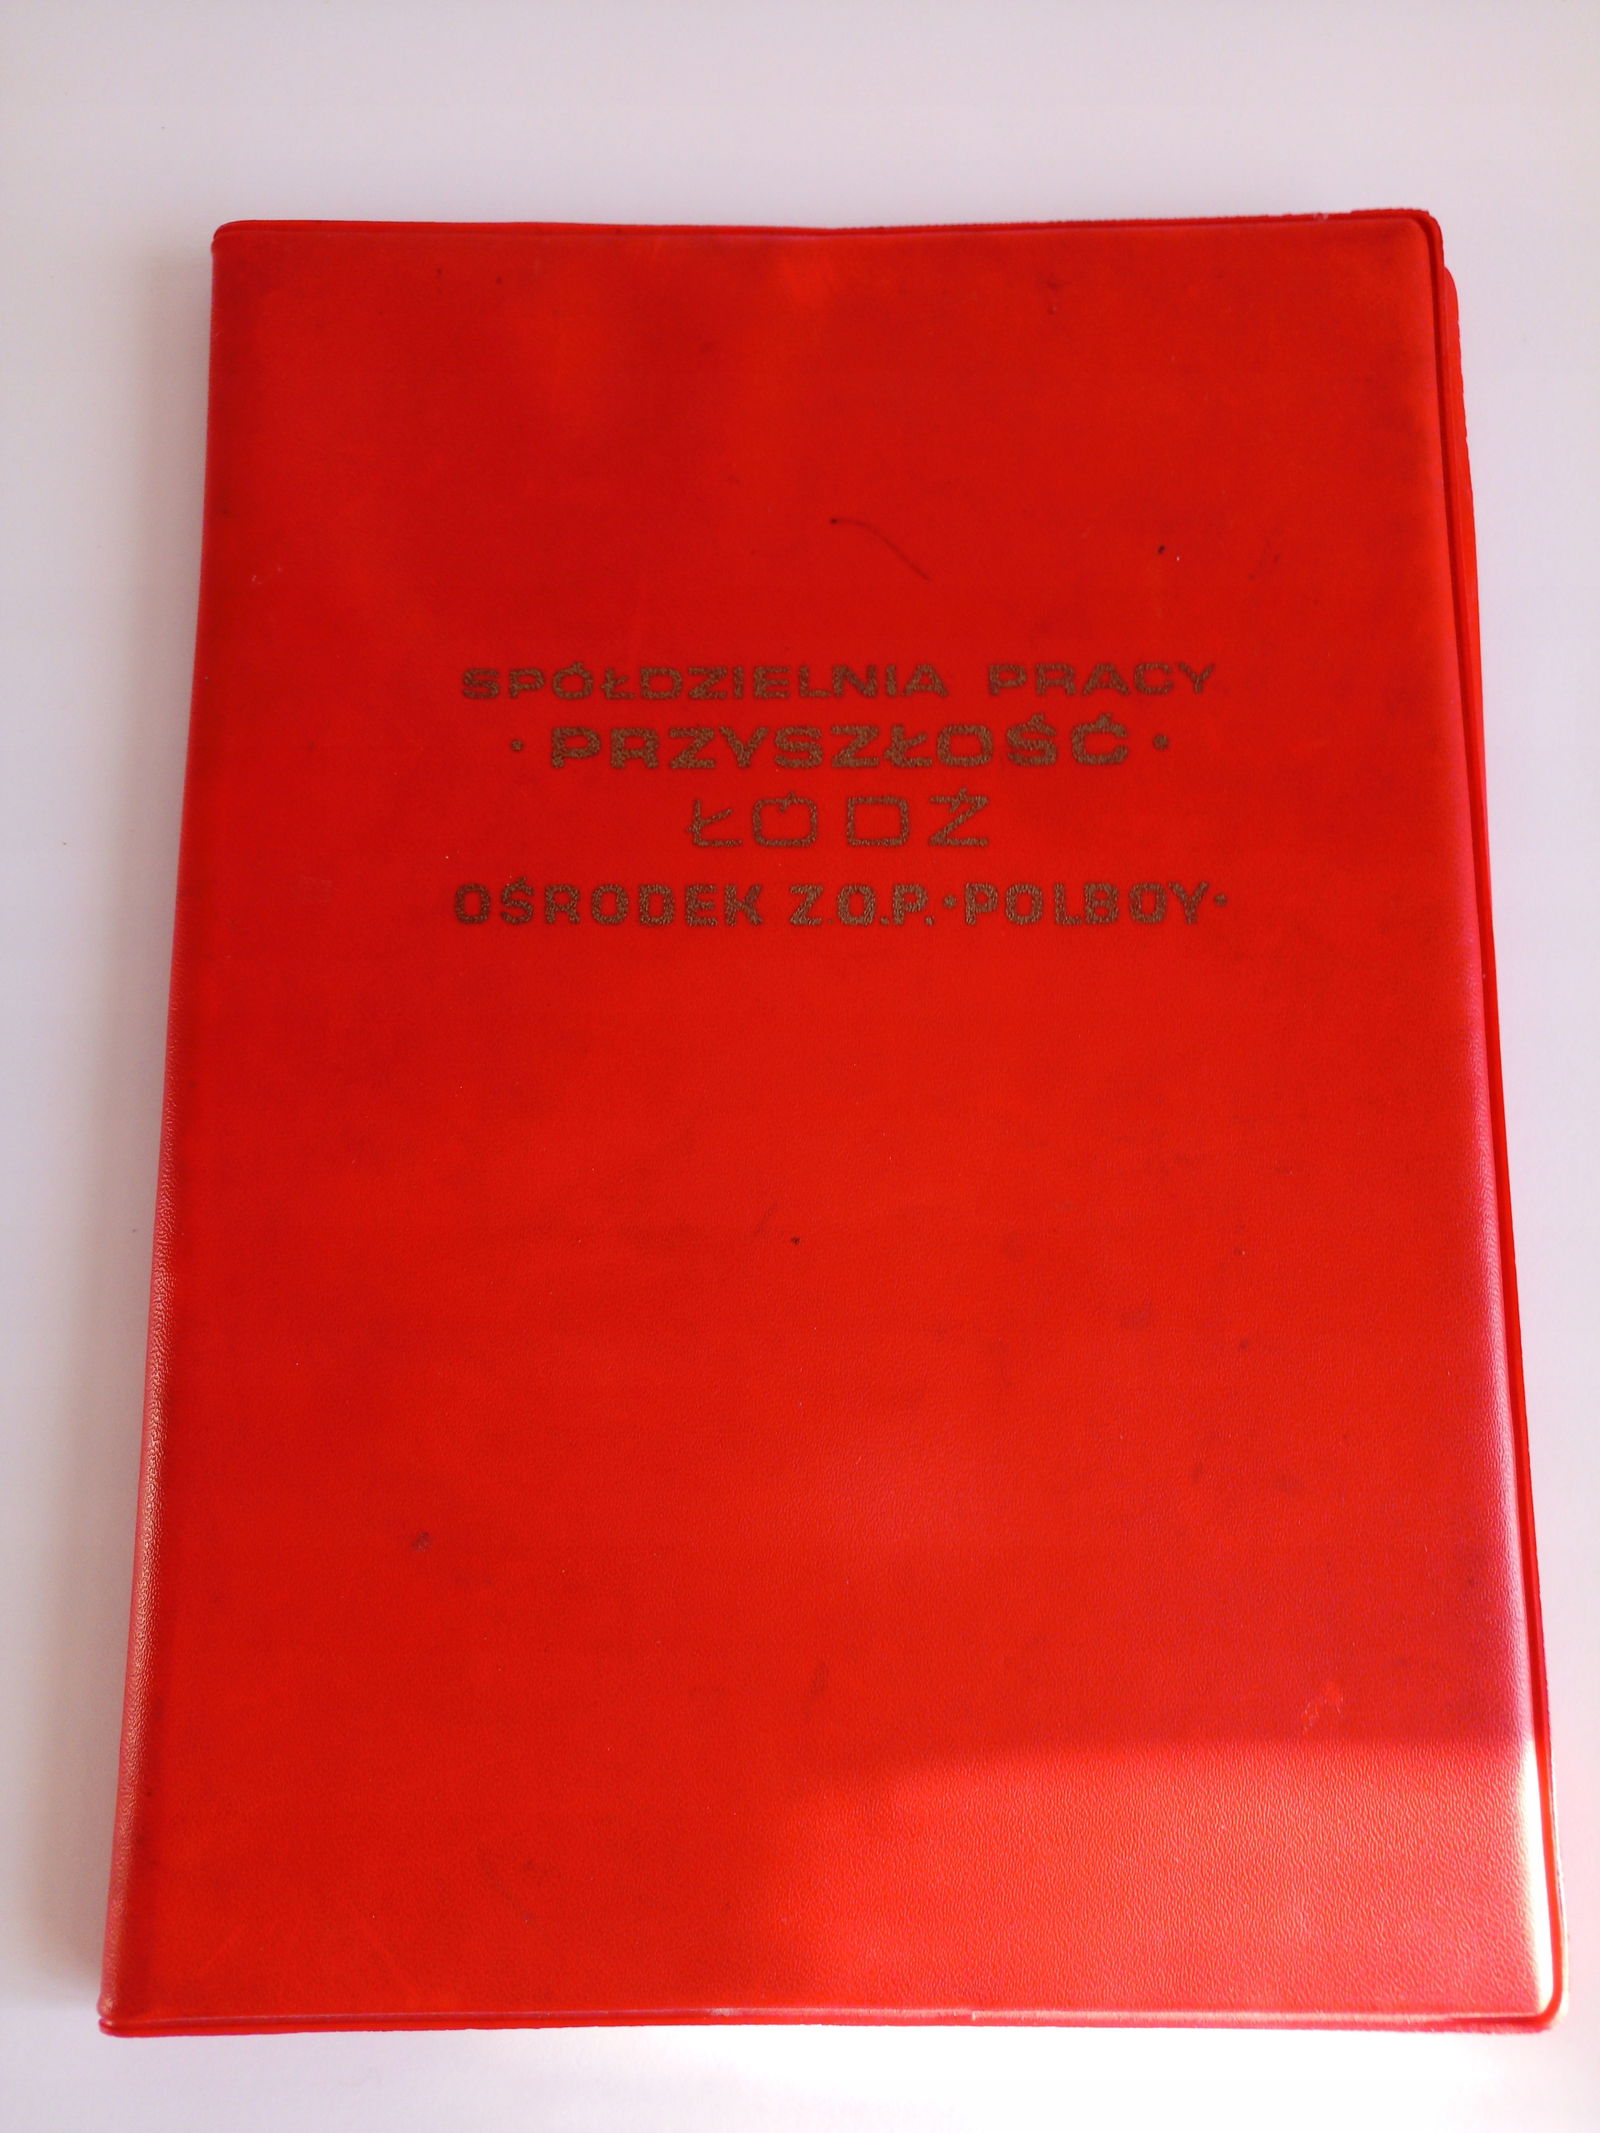 SPÓŁDZIELNIA PRACY
• PRZYSZŁOŚĆ •
ŁÓDŹ
OŚRODEK Z.O.P. • POLBOY •